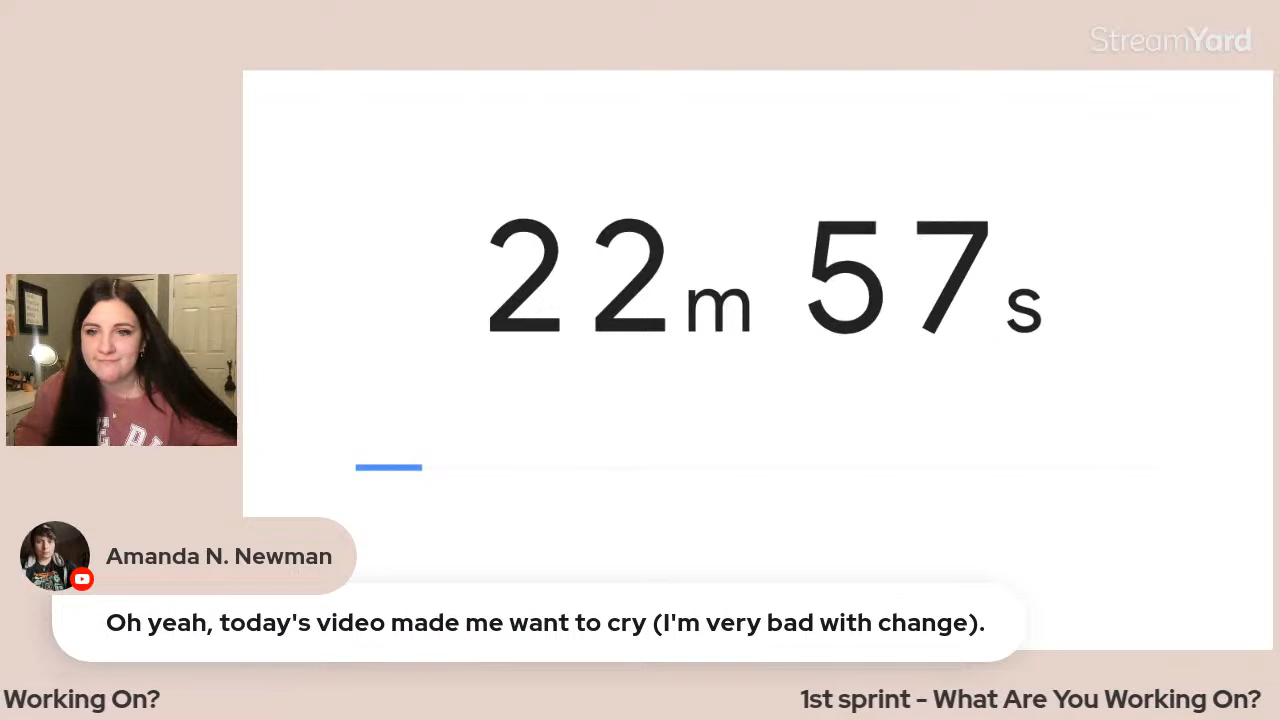 StreamYard
22m 57s
Amanda N. Newman
Oh yeah, today's video made me want to cry (I'm very bad with change).
Working On?
1st sprint - What Are You Working On?